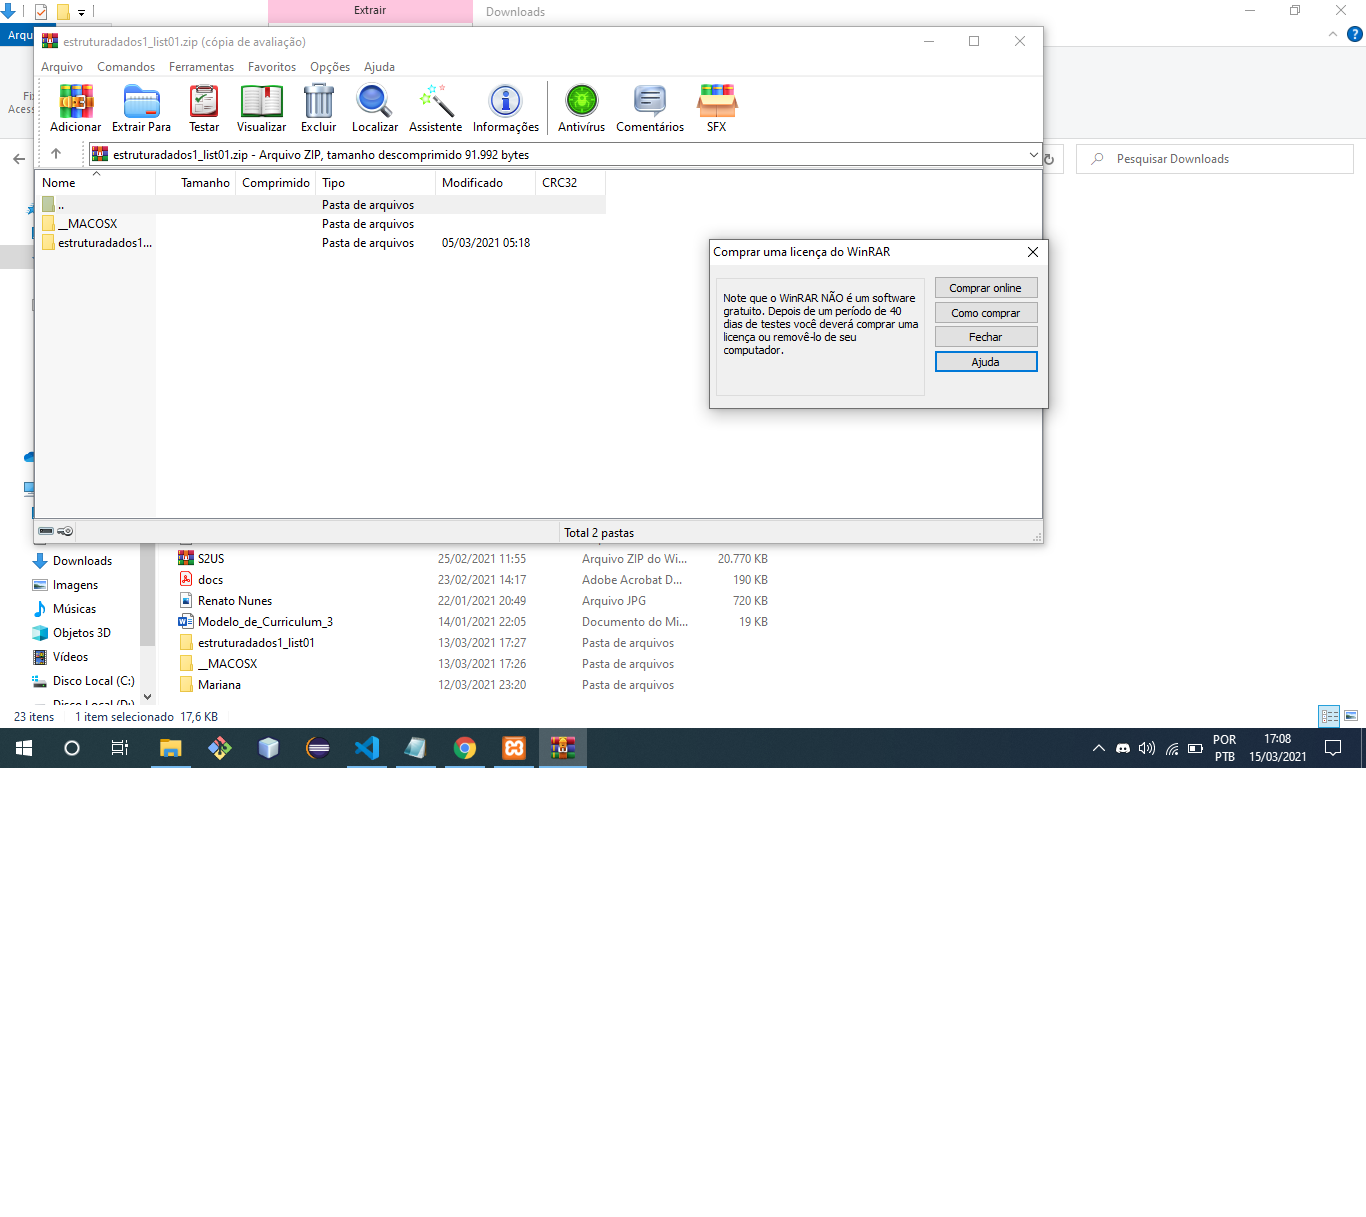 Extrair
Downloads
Arqu
estruturadados1_list01.zip (cópia de avaliação)
Arquivo Comandos Ferramentas Favoritos Opções Ajuda
Adicionar Extrair Para Testar Visualizar Excluir Localizar Assistente Informações Antivírus Comentários SFX
estruturadados1_list01.zip - Arquivo ZIP, tamanho descomprimido 91.992 bytes
Pesquisar Downloads
Nome Tamanho Comprimido Tipo Modificado CRC32
.. Pasta de arquivos
__MACOSX Pasta de arquivos
estruturadados1... Pasta de arquivos 05/03/2021 05:18
Comprar uma licença do WinRAR
Note que o WinRAR NÃO é um software
gratuito. Depois de um período de 40
dias de testes você deverá comprar uma
licença ou removê-lo de seu
computador.
Comprar online
Como comprar
Fechar
Ajuda
Total 2 pastas
Downloads
Imagens
Músicas
Objetos 3D
Vídeos
Disco Local (C:)
Disco Local (D:)
S2US 25/02/2021 11:55 Arquivo ZIP do Wi... 20.770 KB
docs 23/02/2021 14:17 Adobe Acrobat D... 190 KB
Renato Nunes 22/01/2021 20:49 Arquivo JPG 720 KB
Modelo_de_Curriculum_3 14/01/2021 22:05 Documento do Mi... 19 KB
estruturadados1_list01 13/03/2021 17:27 Pasta de arquivos
__MACOSX 13/03/2021 17:26 Pasta de arquivos
Mariana 12/03/2021 23:20 Pasta de arquivos
23 itens 1 item selecionado 17,6 KB
POR
PTB
17:08
15/03/2021